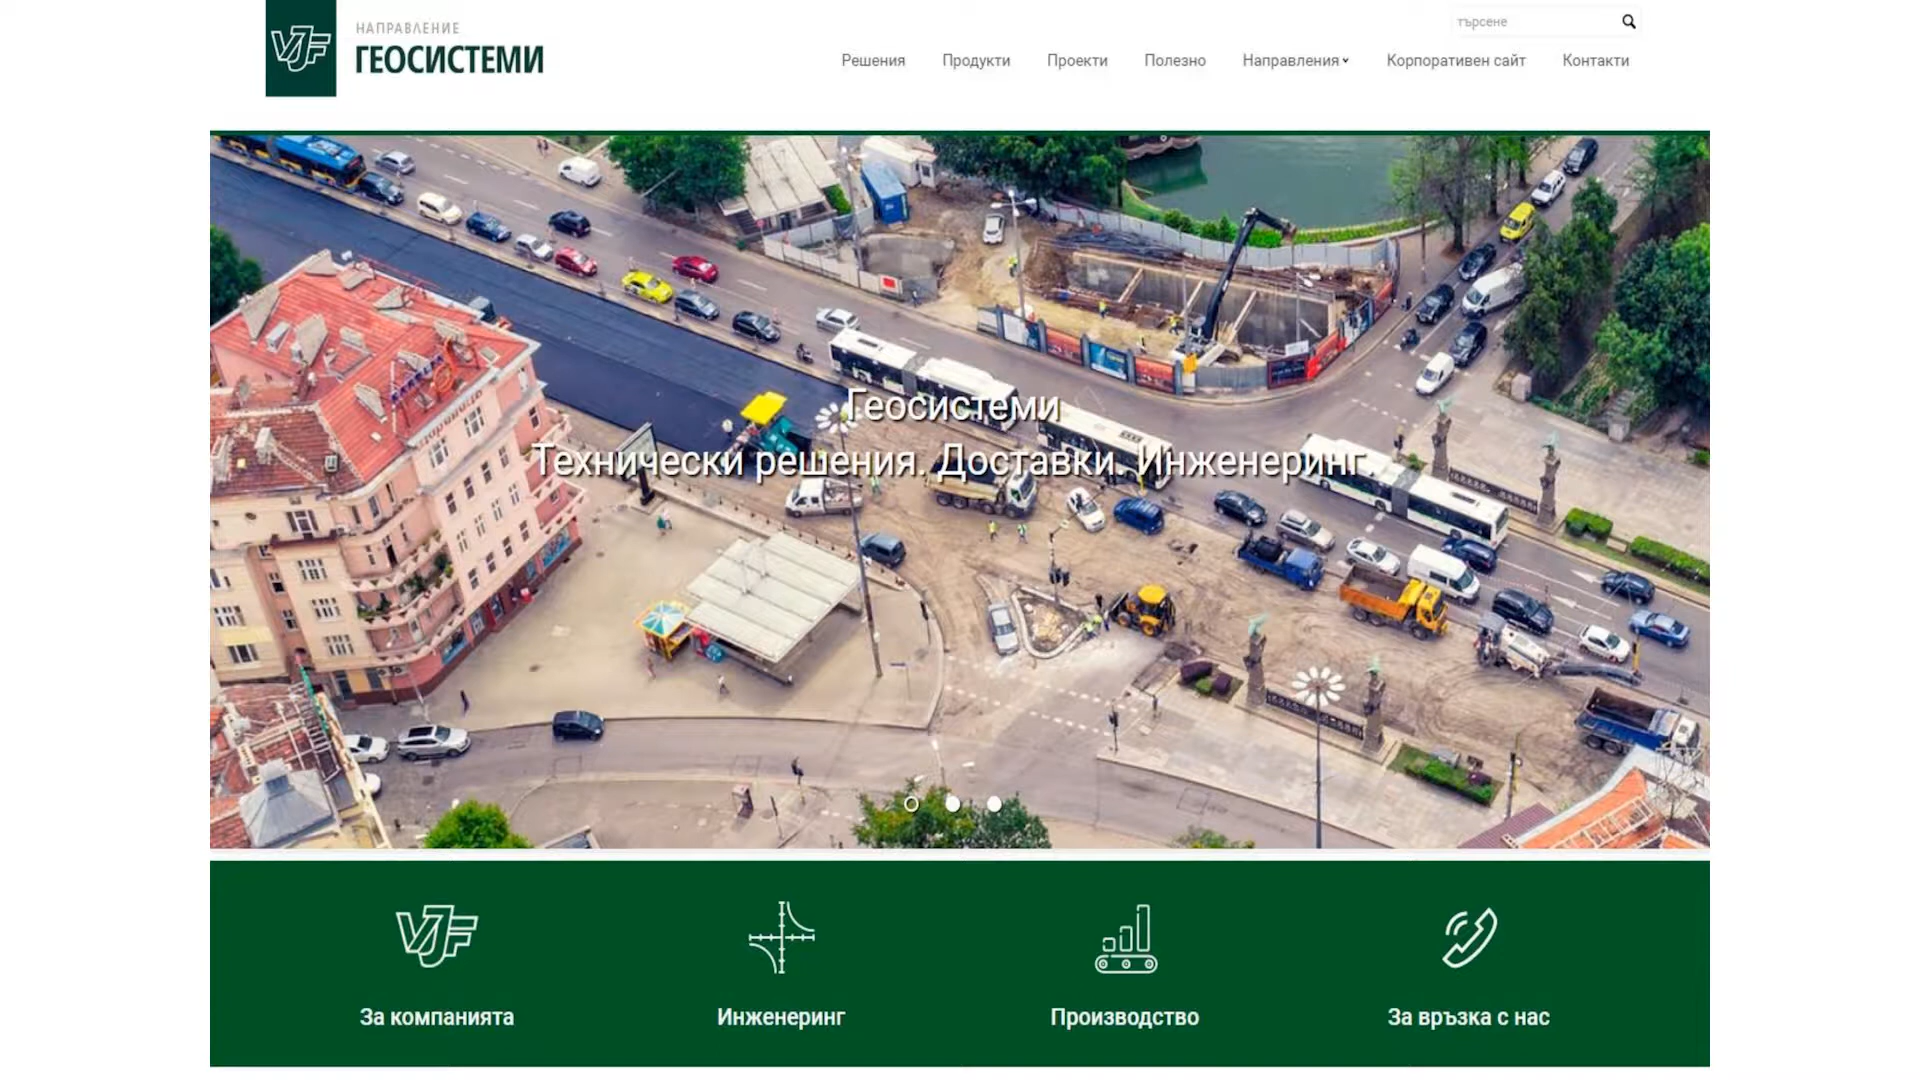 НАПРАВЛЕНИЕ
ГЕОСИСТЕМИ
търсене
Решения
Продукти
Проекти
Полезно
Направления
Корпоративен сайт
Контакти
Геосистеми
Технически решения. Доставки. Инженеринг.
VJF
За компанията
Инженеринг
Производство
За връзка с нас